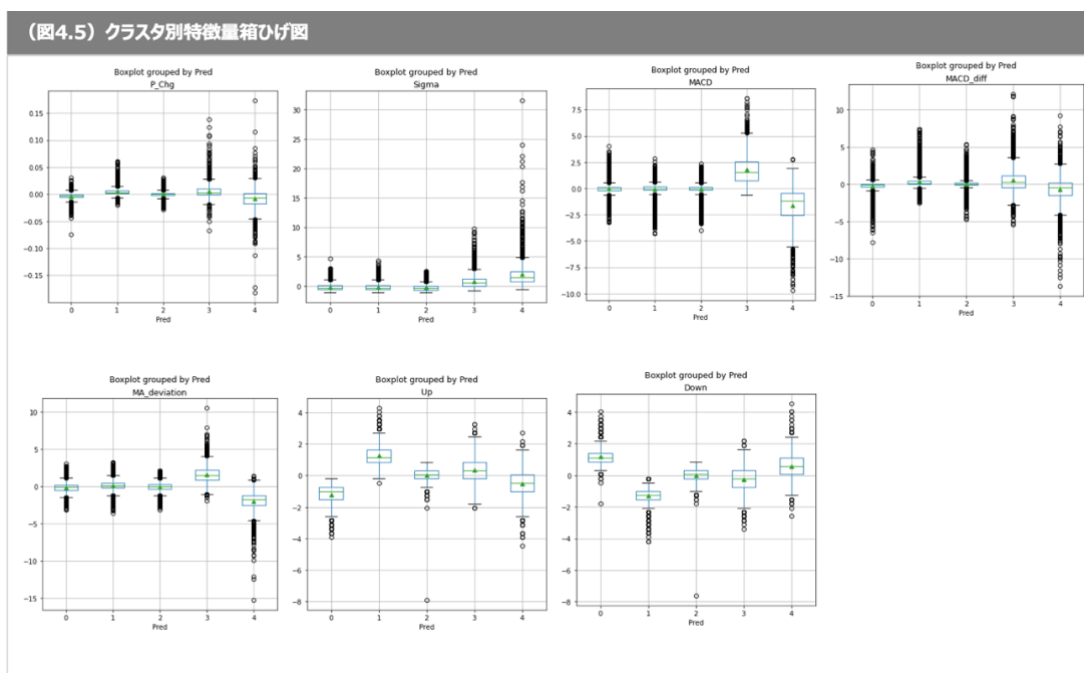 （図4.5）クラスタ別特徴量箱ひげ図
Boxplot grouped by Pred
P_Chg
0.15
0.10
0.05
0.00
−0.05
−0.10
−0.15
0 1 2 3 4
Pred
Boxplot grouped by Pred
Sigma
30
25
20
15
10
5
0
0 1 2 3 4
Pred
Boxplot grouped by Pred
MACD
7.5
5.0
2.5
0.0
−2.5
−5.0
−7.5
−10.0
0 1 2 3 4
Pred
Boxplot grouped by Pred
MACD_diff
10
5
0
−5
−10
−15
0 1 2 3 4
Pred
Boxplot grouped by Pred
MA_deviation
10
5
0
−5
−10
−15
0 1 2 3 4
Pred
Boxplot grouped by Pred
Up
4
2
0
−2
−4
−6
−8
0 1 2 3 4
Pred
Boxplot grouped by Pred
Down
4
2
0
−2
−4
−6
−8
0 1 2 3 4
Pred